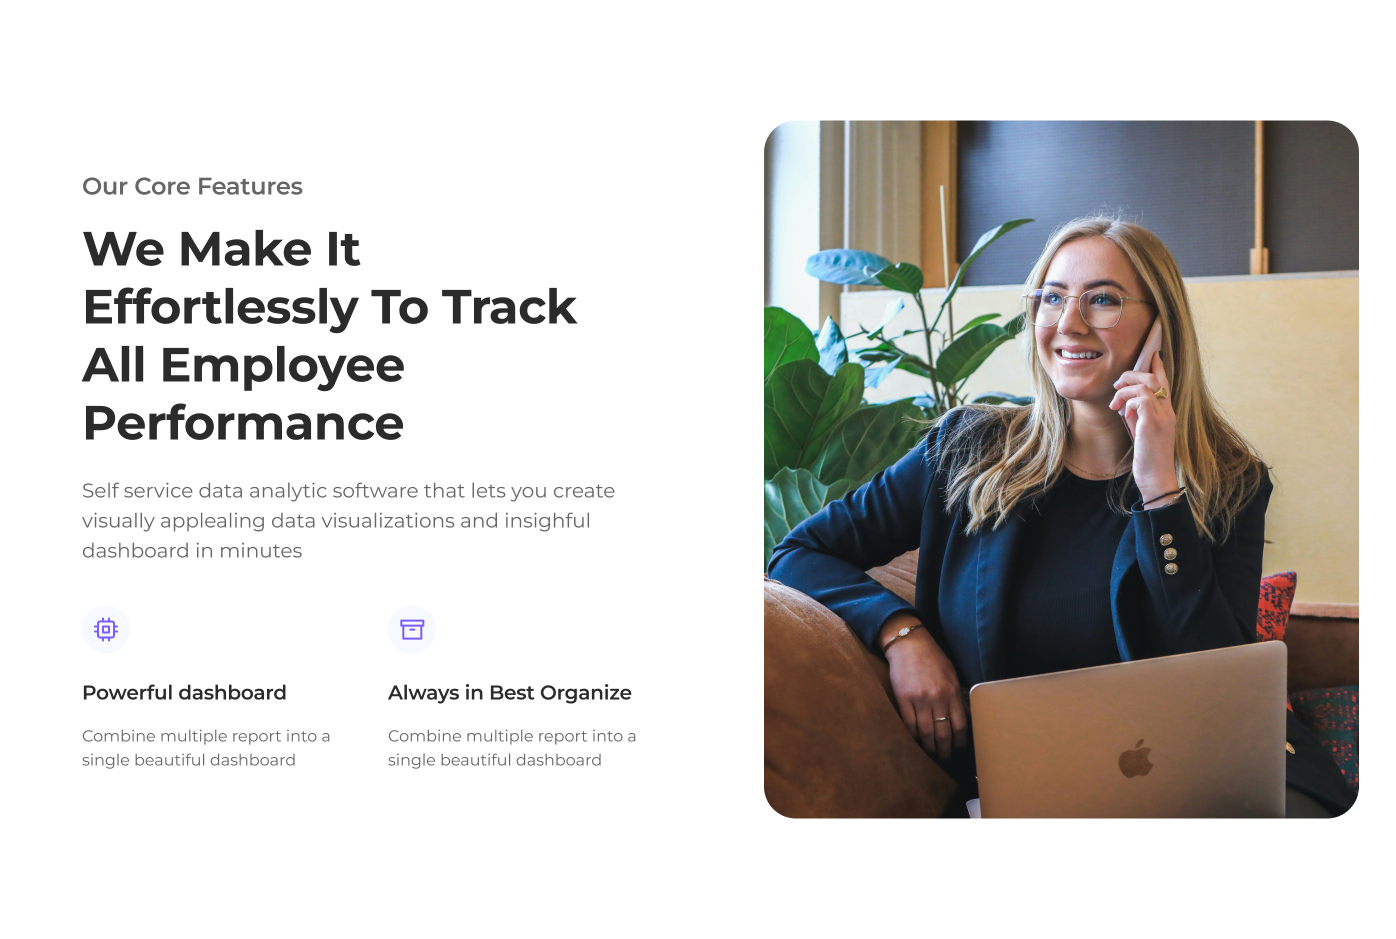 Our Core Features
We Make It
Effortlessly To Track
All Employee
Performance
Self service data analytic software that lets you create
visually applealing data visualizations and insighful
dashboard in minutes
Powerful dashboard
Combine multiple report into a
single beautiful dashboard
Always in Best Organize
Combine multiple report into a
single beautiful dashboard